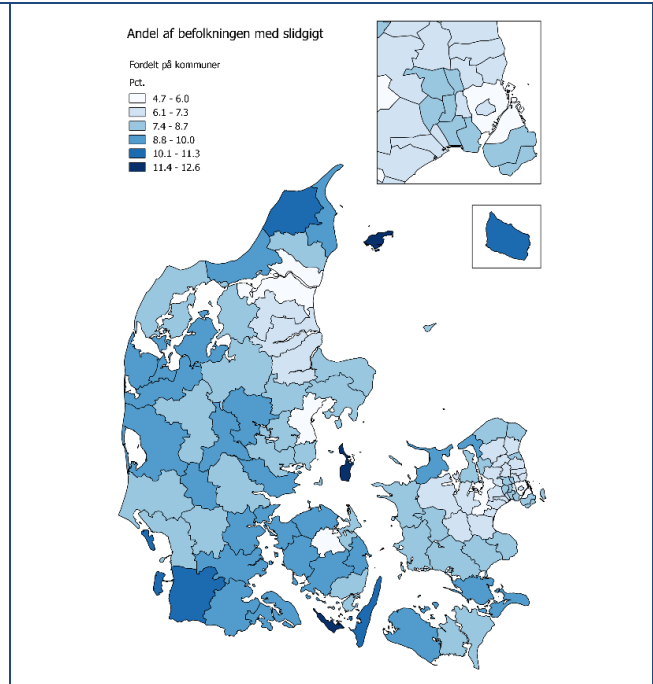 Andel af befolkningen med slidgigt
Fordelt på kommuner
Pct.
4.7 - 6.0
6.1 - 7.3
7.4 - 8.7
8.8 - 10.0
10.1 - 11.3
11.4 - 12.6